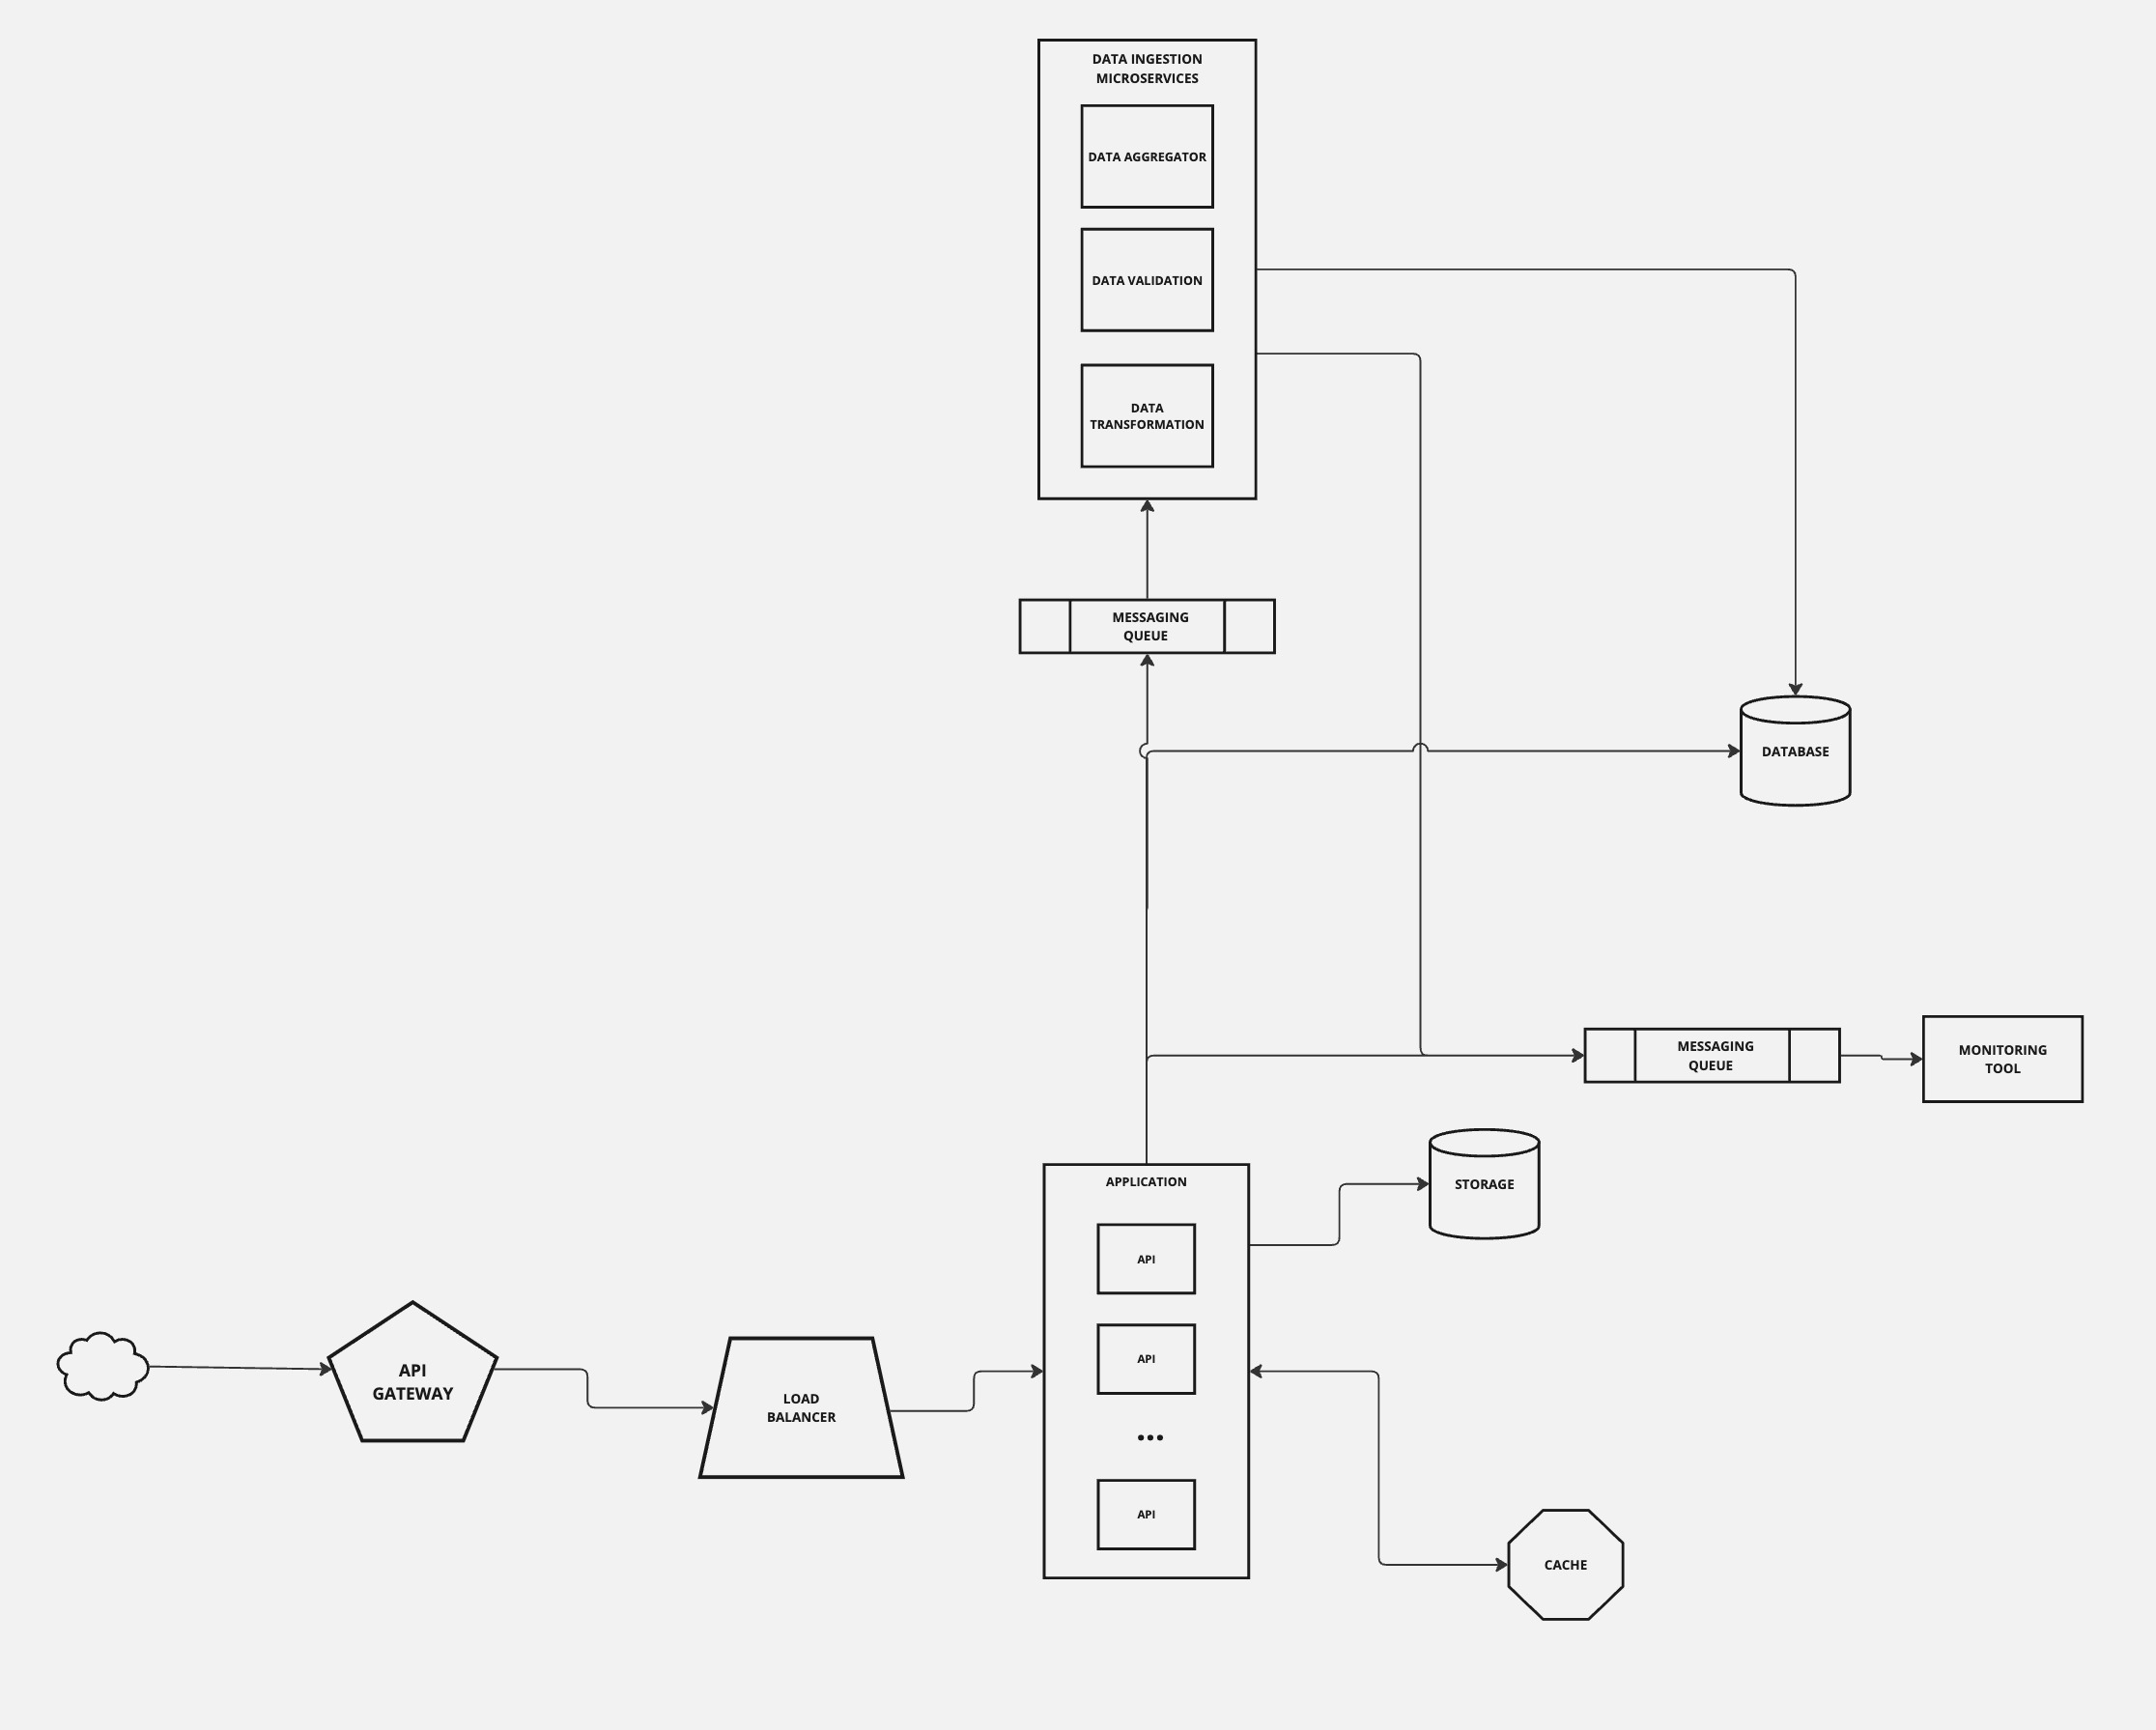 DATA INGESTION
MICROSERVICES
DATA AGGREGATOR
DATA VALIDATION
DATA
TRANSFORMATION
MESSAGING
QUEUE
DATABASE
MESSAGING
QUEUE
MONITORING
TOOL
APPLICATION
STORAGE
API
API
GATEWAY
LOAD
BALANCER
API
...
API
CACHE